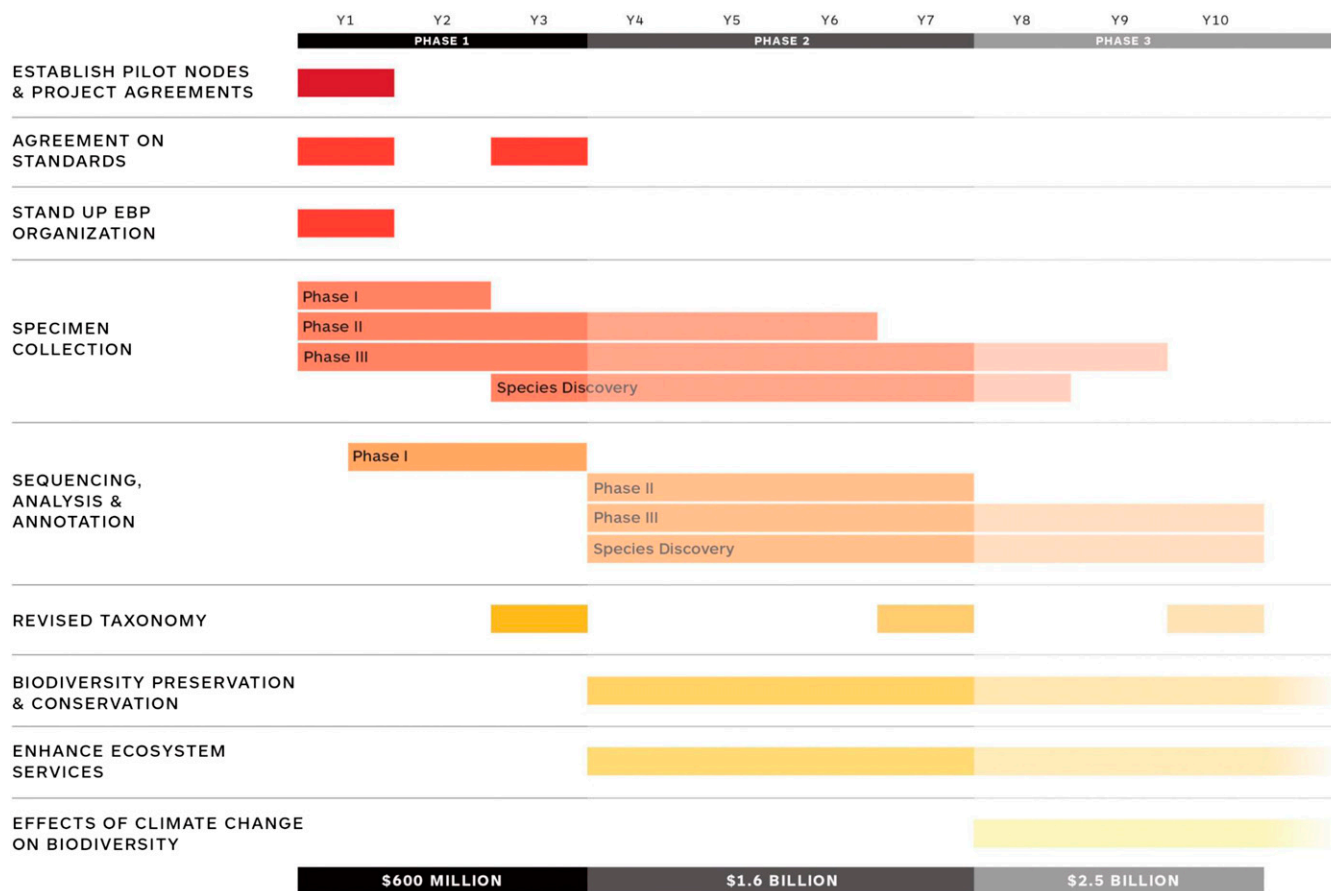 Y1 Y2 Y3 Y4 Y5 Y6 Y7 Y8 Y9 Y10
PHASE 1 PHASE 2 PHASE 3
ESTABLISH PILOT NODES
& PROJECT AGREEMENTS
AGREEMENT ON
STANDARDS
STAND UP EBP
ORGANIZATION
SPECIMEN
COLLECTION
Phase I
Phase II
Phase III
Species Discovery
SEQUENCING,
ANALYSIS &
ANNOTATION
Phase I
Phase II
Phase III
Species Discovery
REVISED TAXONOMY
BIODIVERSITY PRESERVATION
& CONSERVATION
ENHANCE ECOSYSTEM
SERVICES
EFFECTS OF CLIMATE CHANGE
ON BIODIVERSITY
$600 MILLION $1.6 BILLION $2.5 BILLION